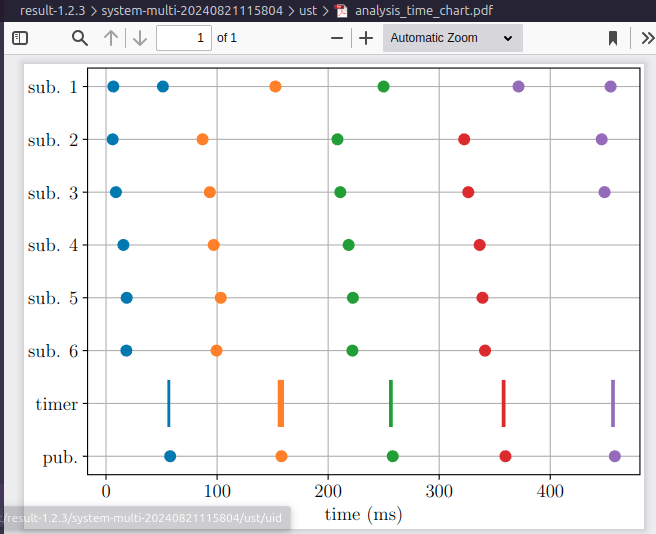 result-1.2.3 > system-multi-20240821115804 > ust > analysis_time_chart.pdf
1 of 1
Automatic Zoom
sub. 1
sub. 2
sub. 3
sub. 4
sub. 5
sub. 6
timer
pub.
0 100 200 300 400
time (ms)
/result-1.2.3/system-multi-20240821115804/ust/uid